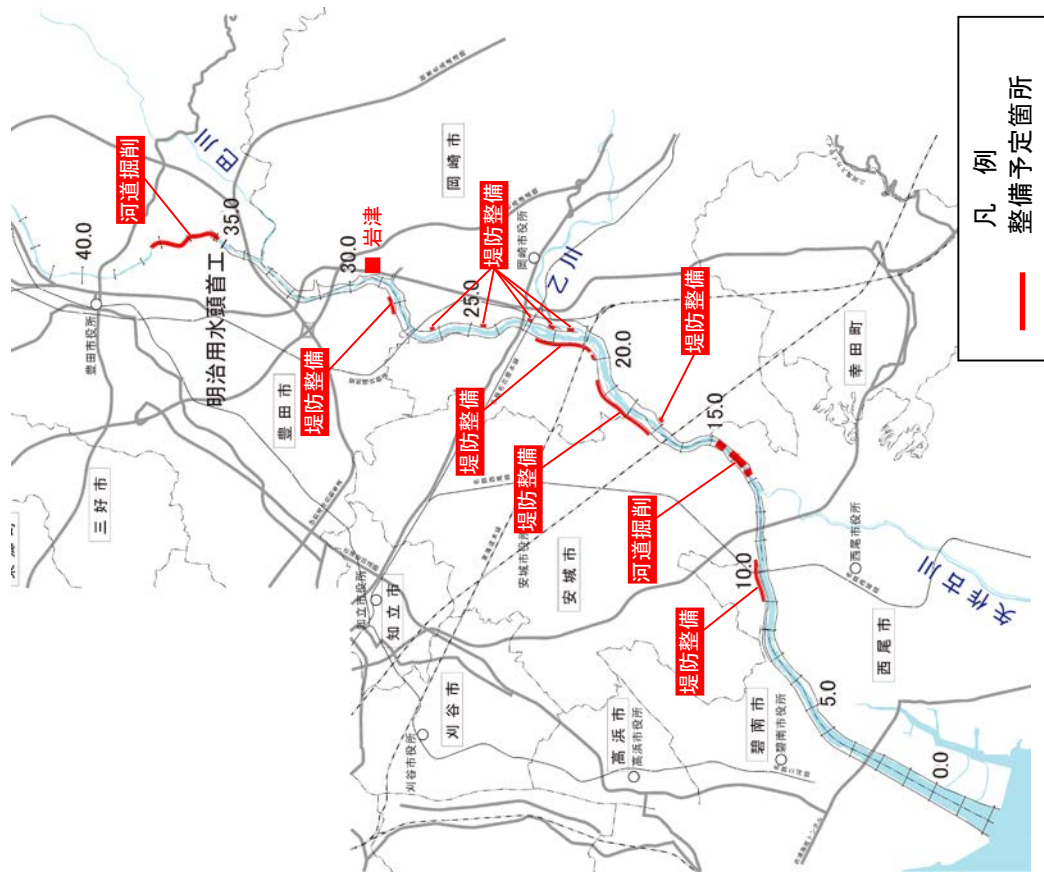 河道掘削
40.0
35.0
巴川
豊田市役所
明治用水頭首工
豊田市
三好市
30.0
岩津
岡崎市
堤防整備
堤防整備
25.0
岡崎市役所
乙川
堤防整備
20.0
堤防整備
堤防整備
15.0
幸田町
河道掘削
安城市役所
安城市
知立市役所
知立市
刈谷市役所
刈谷市
高浜市
高浜市役所
10.0
堤防整備
西尾市役所
矢作古川
西尾市
碧南市
碧南市役所
5.0
0.0
凡例
整備予定箇所